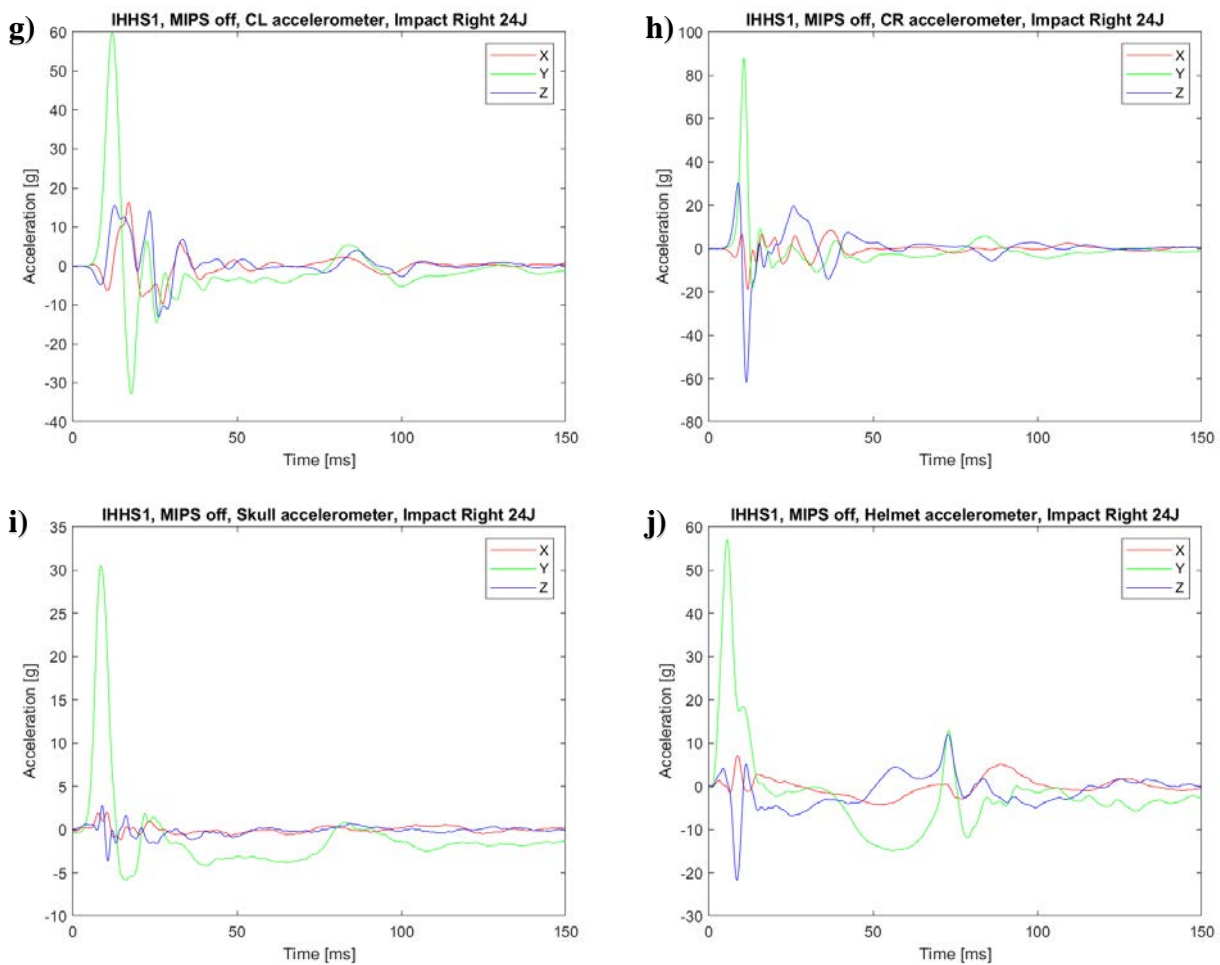 g)
IHHS1, MIPS off, CL accelerometer, Impact Right 24J
60
50
40
30
20
10
0
-10
-20
-30
-40
Acceleration [g]
0 50 100 150
Time [ms]
X
Y
Z
h)
IHHS1, MIPS off, CR accelerometer, Impact Right 24J
100
80
60
40
20
0
-20
-40
-60
-80
Acceleration [g]
0 50 100 150
Time [ms]
X
Y
Z
i)
IHHS1, MIPS off, Skull accelerometer, Impact Right 24J
35
30
25
20
15
10
5
0
-5
-10
Acceleration [g]
0 50 100 150
Time [ms]
X
Y
Z
j)
IHHS1, MIPS off, Helmet accelerometer, Impact Right 24J
60
50
40
30
20
10
0
-10
-20
-30
Acceleration [g]
0 50 100 150
Time [ms]
X
Y
Z